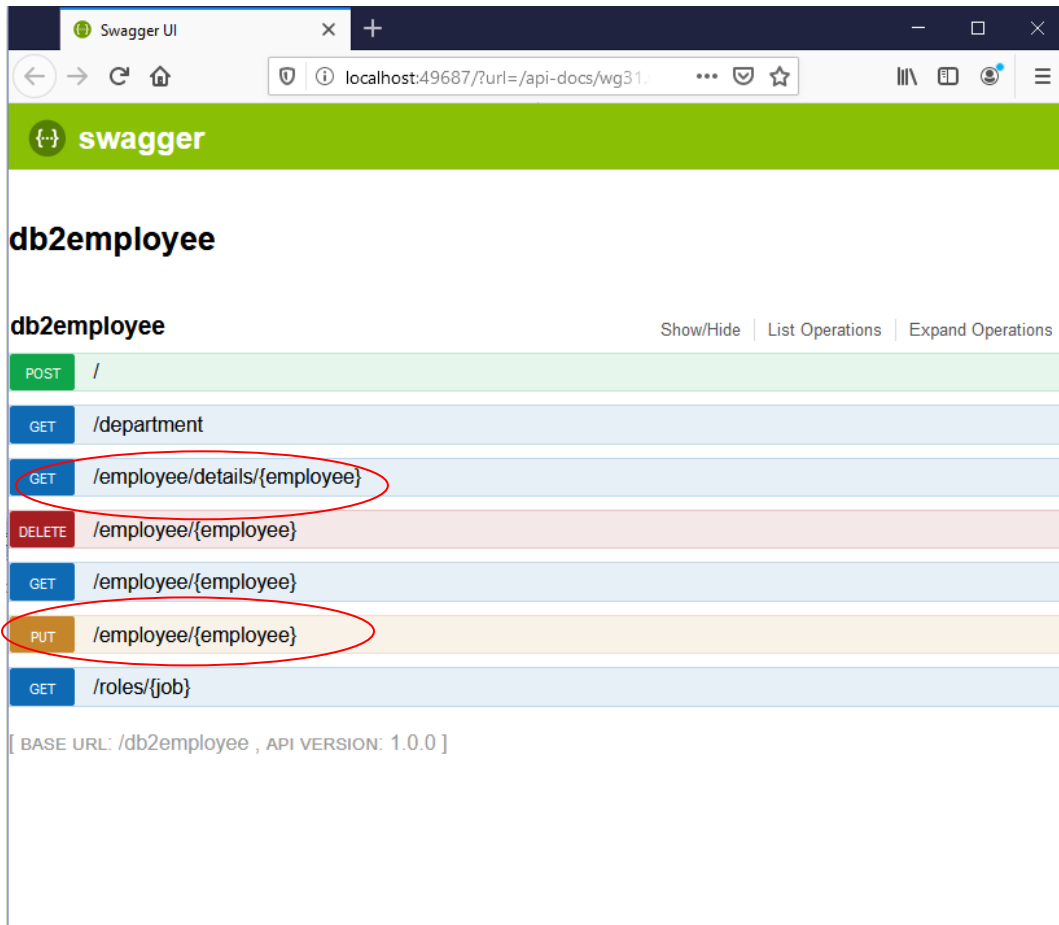 Swagger UI
localhost:49687/?url=/api-docs/wg31.
swagger
db2employee
db2employee Show/Hide List Operations Expand Operations
POST /
GET /department
GET /employee/details/{employee}
DELETE /employee/{employee}
GET /employee/{employee}
PUT /employee/{employee}
GET /roles/{job}
[ BASE URL: /db2employee , API VERSION: 1.0.0 ]